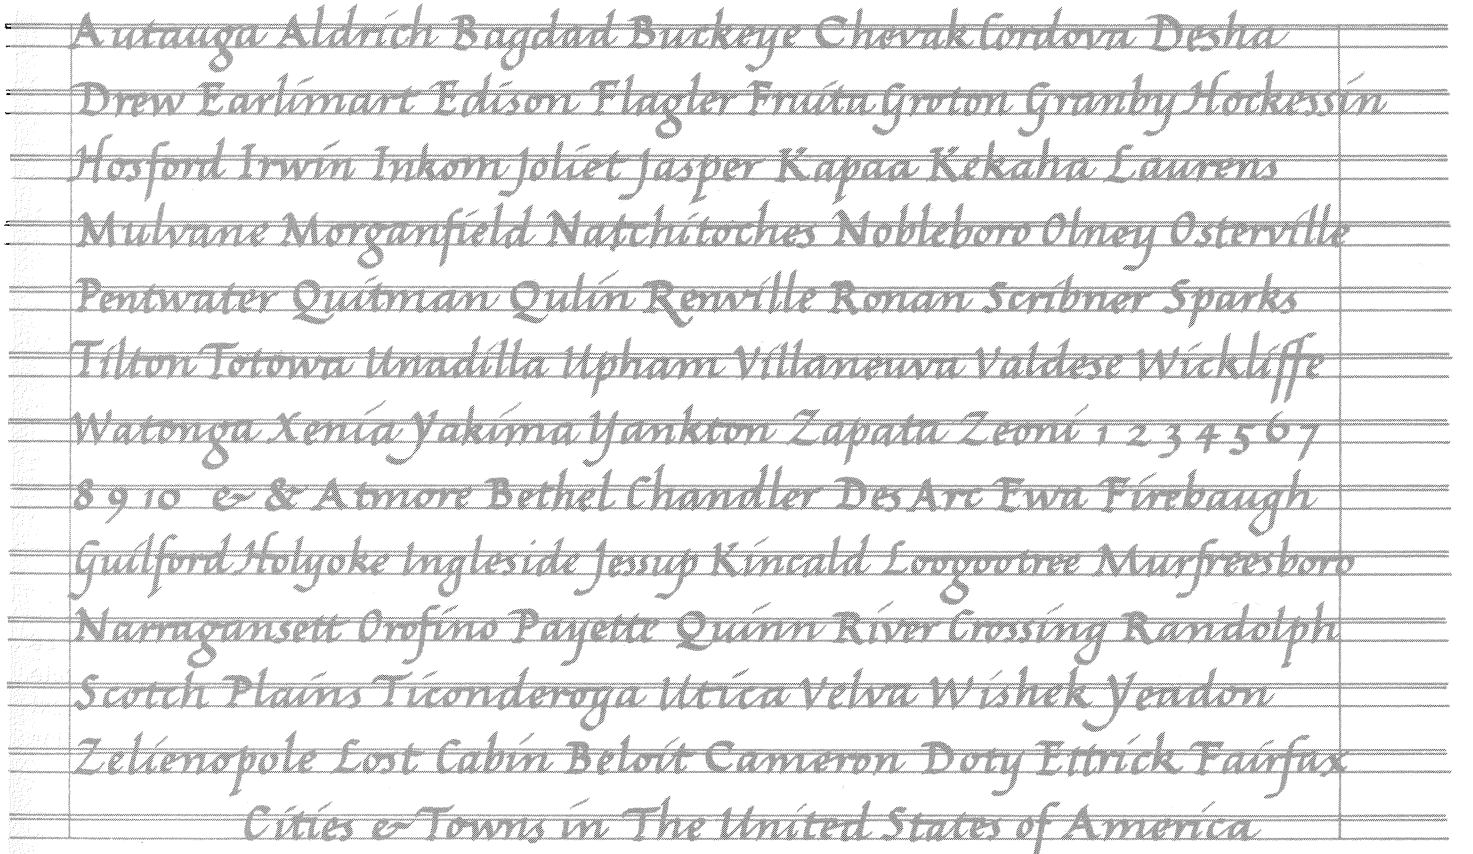 Autauga Aldrich Bagdad Buckeye Chevak Cordova Desha
Drew Earlimart Edison Flagler Fruita Groton Granby Hockessin
Hosford Irwin Inkom Joliet Jasper Kapaa Kekaha Laurens
Mulvane Morganfield Natchitoches Nobleboro Olney Osterville
Pentwater Quitman Qulin Renville Ronan Scribner Sparks
Tilton Totowa Unadilla Upham Villaneuva Valdese Wickliffe
Watonga Xenia Yakima Yankton Zapata Zeoni 1 2 3 4 5 6 7
8 9 10 & & Atmore Bethel Chandler Des Arc Ewa Firebaugh
Guilford Holyoke Ingleside Jessup Kincald Loogootree Murfreesboro
Narragansett Orofino Payette Quinn River Crossing Randolph
Scotch Plains Ticonderoga Utica Velva Wishek Yeadon
Zelienopole Lost Cabin Beloit Cameron Doty Ettrick Fairfax
Cities & Towns in The United States of America